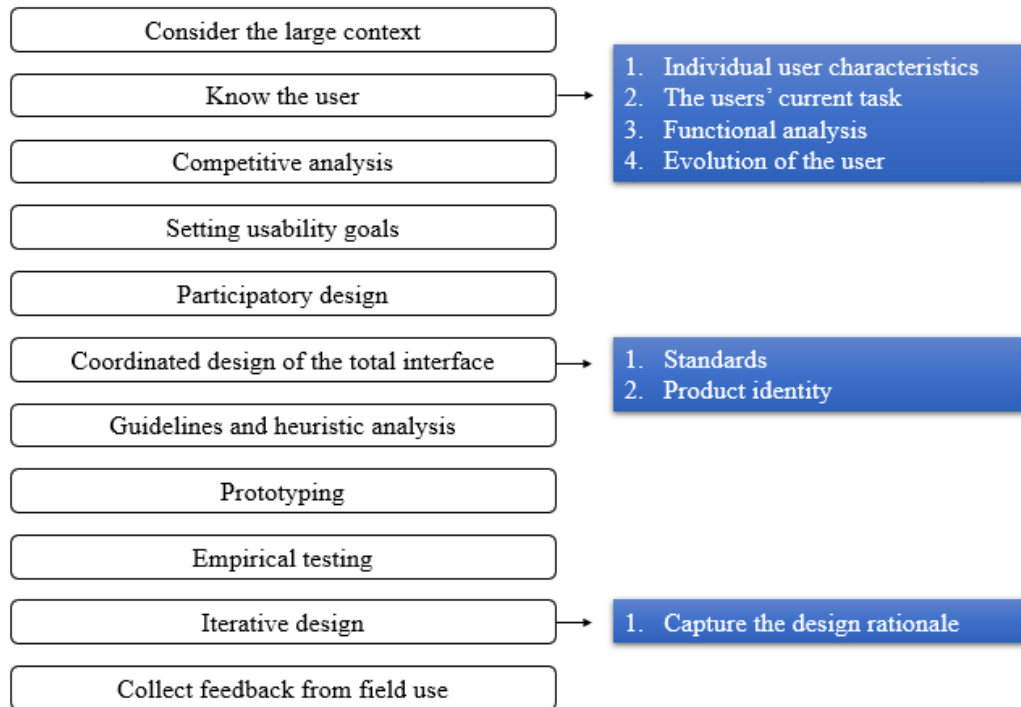 Consider the large context
Know the user
1. Individual user characteristics
2. The users' current task
3. Functional analysis
4. Evolution of the user
Competitive analysis
Setting usability goals
Participatory design
Coordinated design of the total interface
1. Standards
2. Product identity
Guidelines and heuristic analysis
Prototyping
Empirical testing
Iterative design
1. Capture the design rationale
Collect feedback from field use